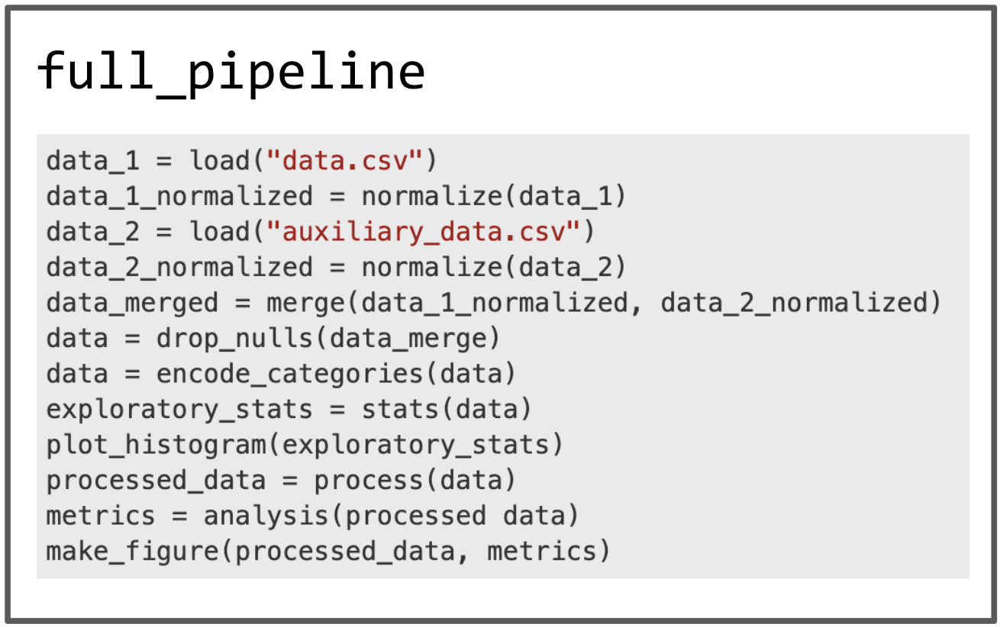 full_pipeline
data_1 = load("data.csv")
data_1_normalized = normalize(data_1)
data_2 = load("auxiliary_data.csv")
data_2_normalized = normalize(data_2)
data_merged = merge(data_1_normalized, data_2_normalized)
data = drop_nulls(data_merge)
data = encode_categories(data)
exploratory_stats = stats(data)
plot_histogram(exploratory_stats)
processed_data = process(data)
metrics = analysis(processed data)
make_figure(processed_data, metrics)